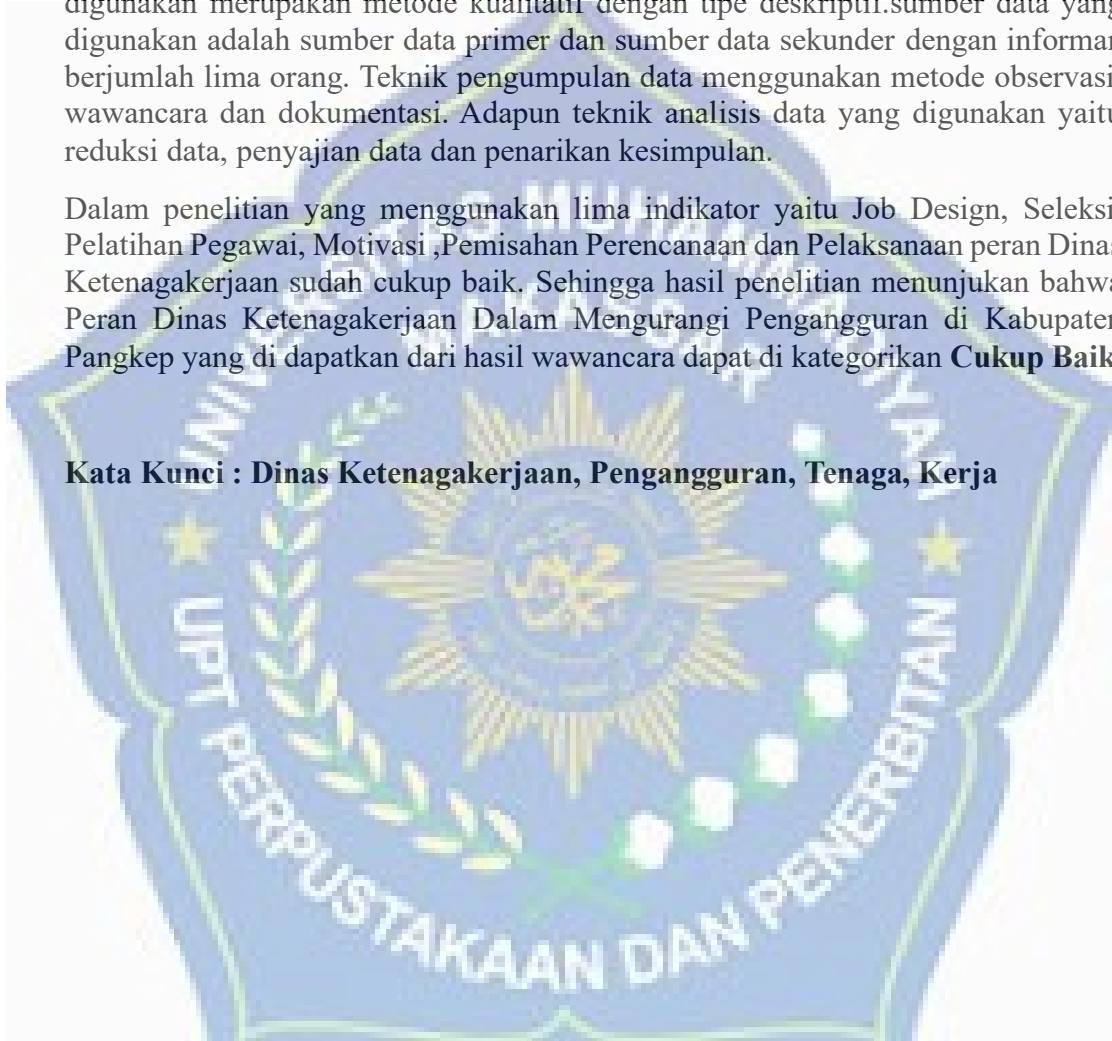 digunakan merupakan metode kualitatif dengan tipe deskriptif.sumber data yang
digunakan adalah sumber data primer dan sumber data sekunder dengan informan
berjumlah lima orang. Teknik pengumpulan data menggunakan metode observasi
wawancara dan dokumentasi. Adapun teknik analisis data yang digunakan yaitu
reduksi data, penyajian data dan penarikan kesimpulan.
Dalam penelitian yang menggunakan lima indikator yaitu Job Design, Seleksi
Pelatihan Pegawai, Motivasi ,Pemisahan Perencanaan dan Pelaksanaan peran Dinas
Ketenagakerjaan sudah cukup baik. Sehingga hasil penelitian menunjukan bahwa
Peran Dinas Ketenagakerjaan Dalam Mengurangi Pengangguran di Kabupaten
Pangkep yang di dapatkan dari hasil wawancara dapat di kategorikan Cukup Baik
Kata Kunci : Dinas Ketenagakerjaan, Pengangguran, Tenaga, Kerja
UNIVERSITAS MUHAMMADIYAH
MAKASSAR
UPT PERPUSTAKAAN DAN PENERBITAN